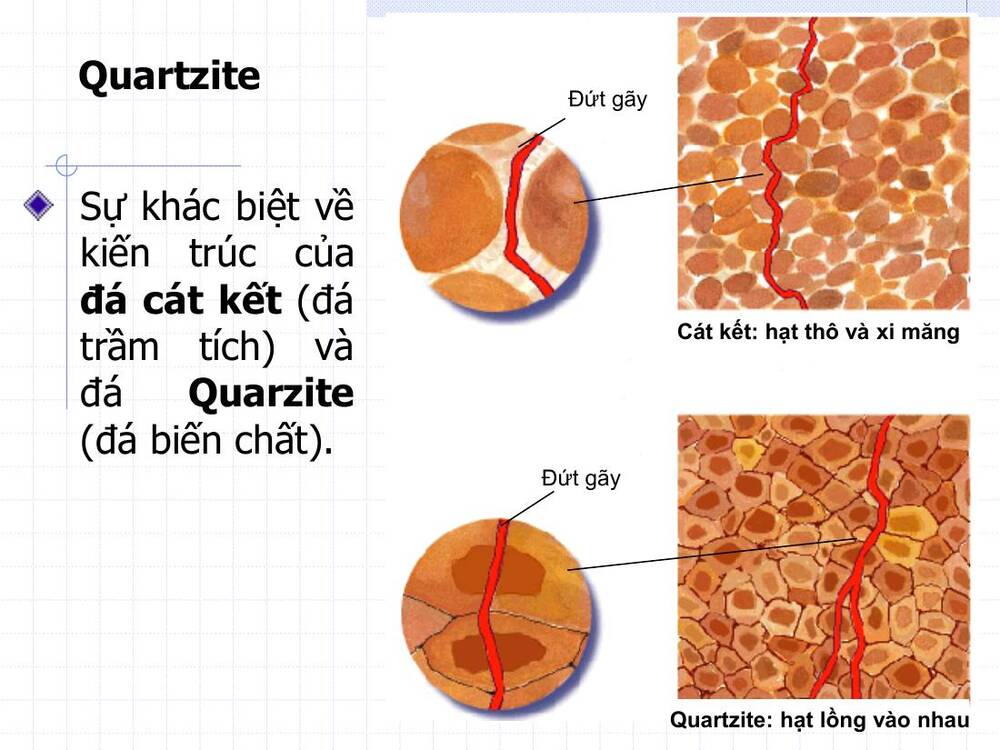 Quartzite
Sự khác biệt về
kiến trúc của
đá cát kết (đá
trầm tích) và
đá Quarzite
(đá biến chất).
Đứt gãy
Cát kết: hạt thô và xi măng
Đứt gãy
Quartzite: hạt lồng vào nhau